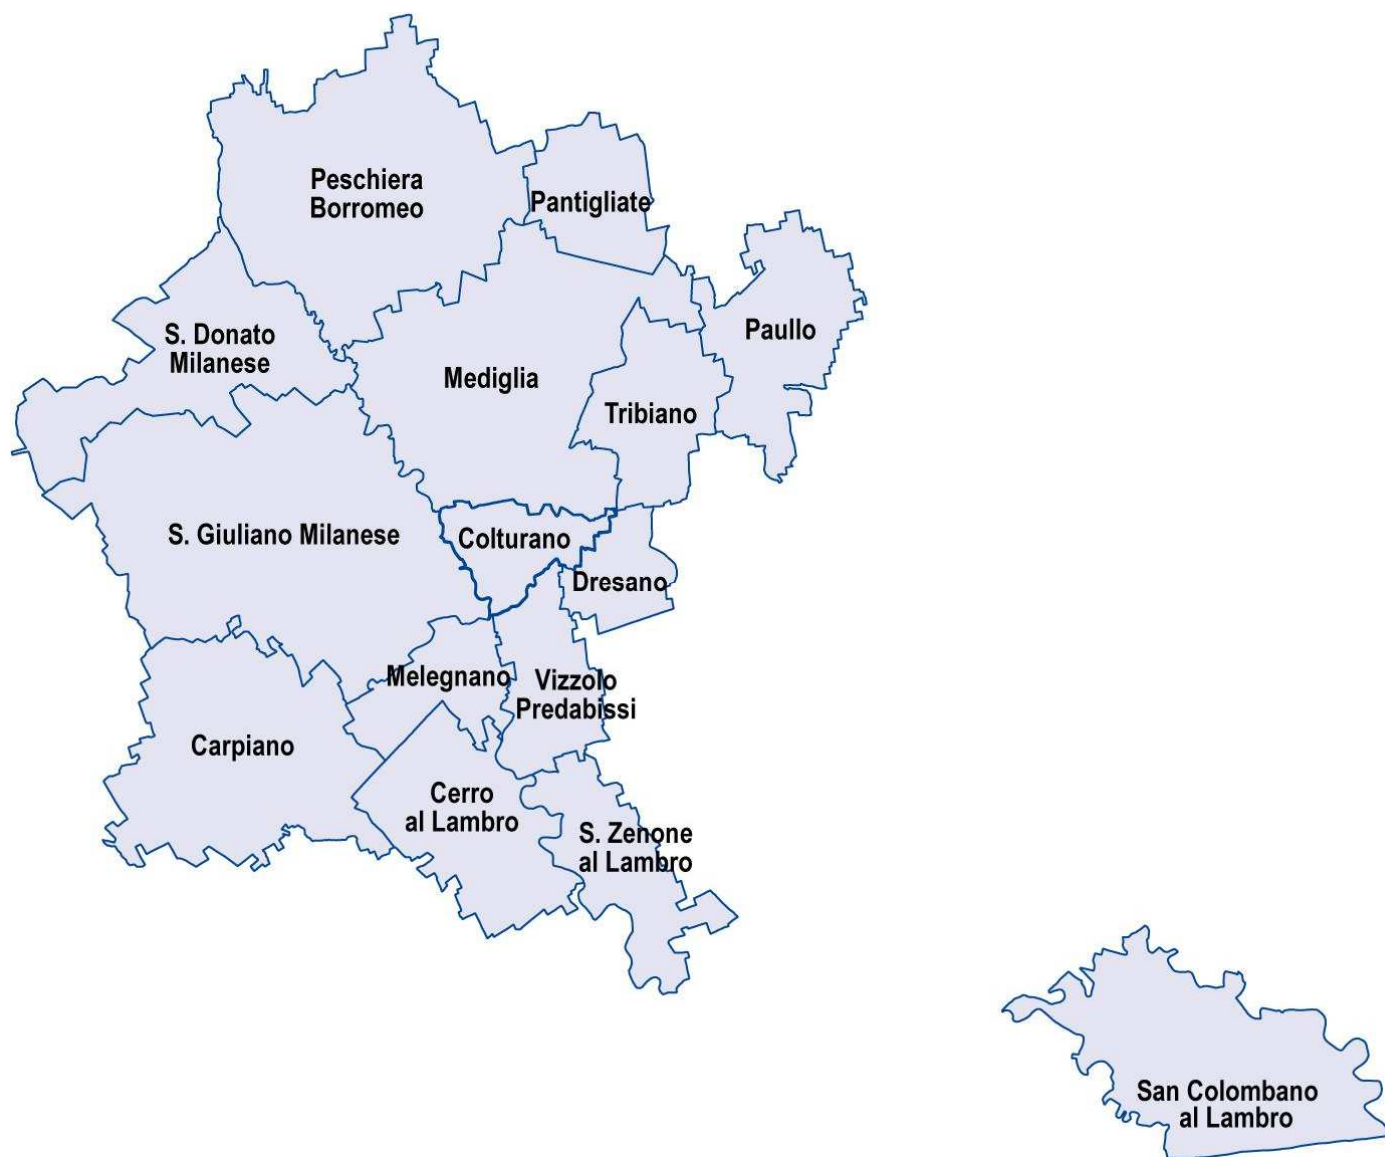 Peschiera
Borromeo
Pantigliate
S. Donato
Milanese
Paullo
Mediglia
Tribiano
S. Giuliano Milanese
Colturano
Dresano
Melegnano
Vizzolo
Predabissi
Carpiano
Cerro
al Lambro
S. Zenone
al Lambro
San Colombano
al Lambro